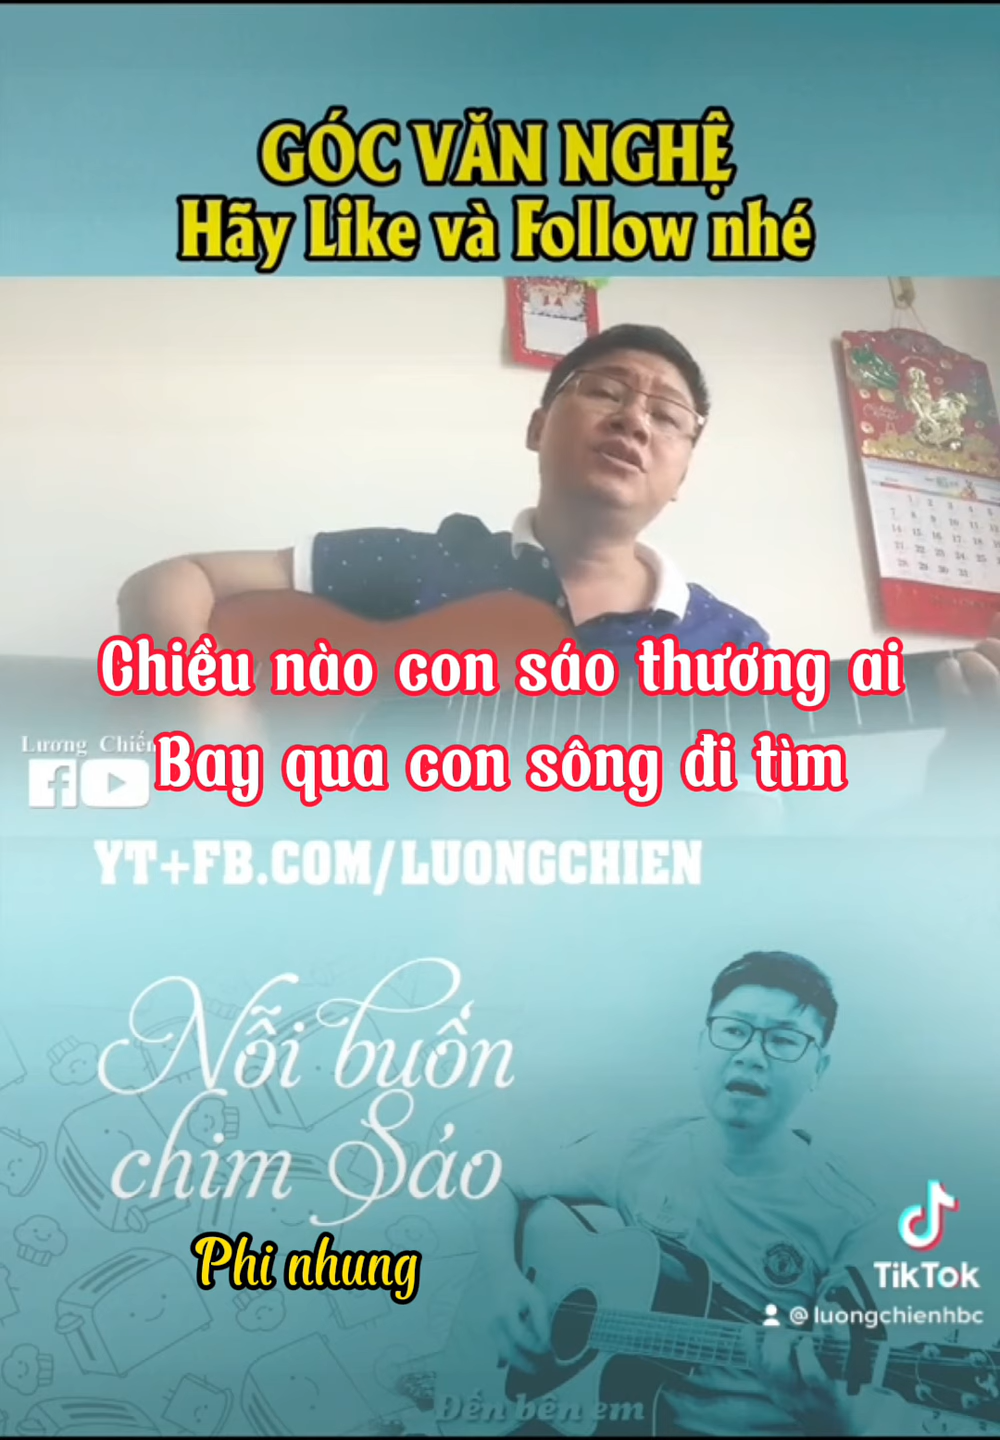 GÓC VĂN NGHỆ
Hãy Like và Follow nhé
Chiều nào con sáo thương ai
Lương Chiến
Bay qua con sông đi tìm
YT+FB.COM/LUONGCHIEN
Nỗi buồn
chim Sáo
Phi nhung
TikTok
@luongchienhbc
Đến bên em